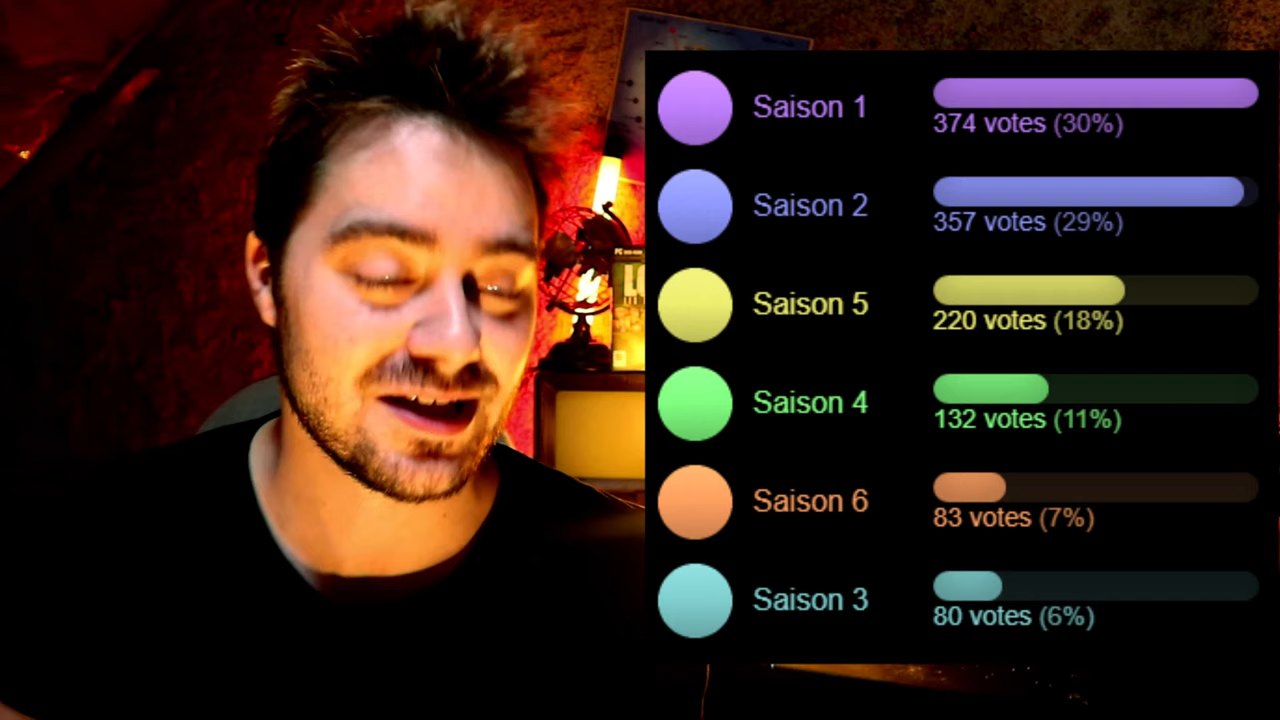 Saison 1
374 votes (30%)
Saison 2
357 votes (29%)
Saison 5
220 votes (18%)
Saison 4
132 votes (11%)
Saison 6
83 votes (7%)
Saison 3
80 votes (6%)